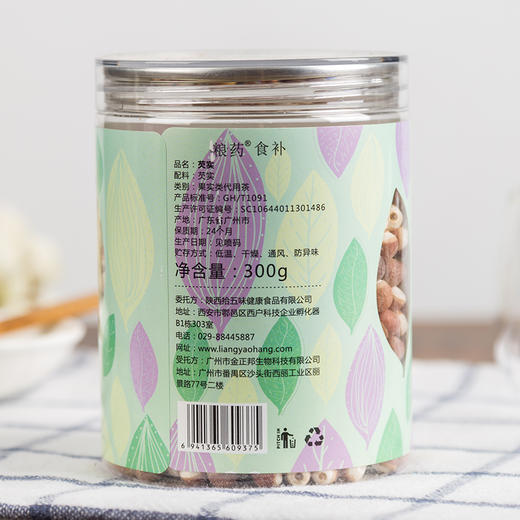 粮药®食补
品名：芡实
配料：芡实
类别：果实类代用茶
产品标准号：GH/T1091
生产许可证编号：SC10644011301486
产地：广东省广州市
保质期：24个月
生产日期：见喷码
贮存方式：低温、干燥、通风、防异味
净含量：300g
委托方：陕西给五味健康食品有限公司
地址：西安市鄠邑区西户科技企业孵化器
B1栋303室
电话：029-88445887
网址：www.liangyaohang.com
受托方：广州市金正邦生物科技有限公司
地址：广州市番禺区沙头街西丽工业区丽
景路77号二楼
6941365609375
PITCH IN